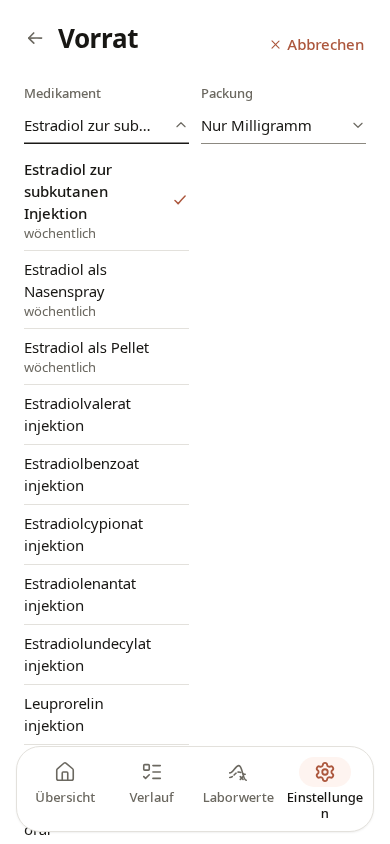 Vorrat
Abbrechen
Medikament
Packung
Estradiol zur sub...
Nur Milligramm
Estradiol zur
subkutanen
Injektion
wöchentlich
Estradiol als
Nasenspray
wöchentlich
Estradiol als Pellet
wöchentlich
Estradiolvalerat
injektion
Estradiolbenzoat
injektion
Estradiolcypionat
injektion
Estradiolenantat
injektion
Estradiolundecylat
injektion
Leuprorelin
injektion
oral
Übersicht
Verlauf
Laborwerte
Einstellunge
n